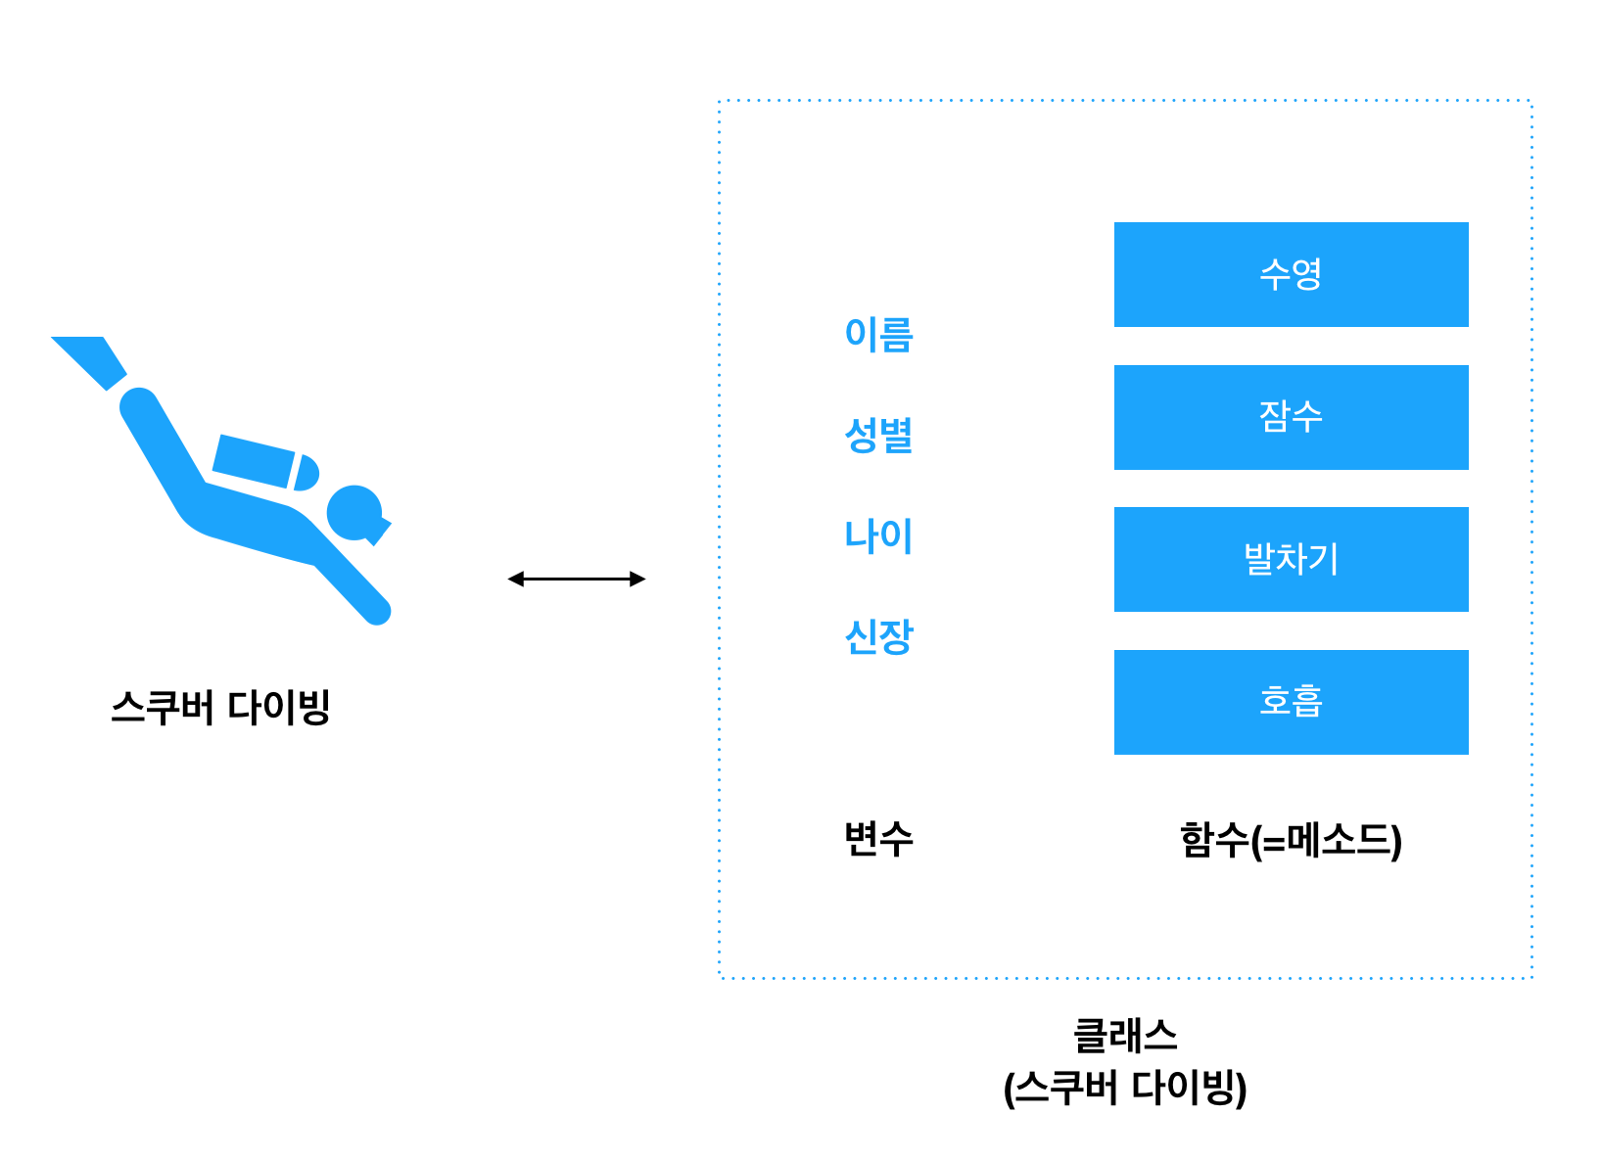 스쿠버 다이빙
이름
성별
나이
신장
변수
수영
잠수
발차기
호흡
함수(=메소드)
클래스
(스쿠버 다이빙)